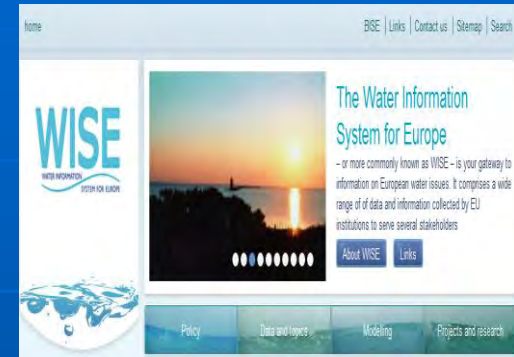 home
BISE | Links | Contact us | Sitemap | Search
WISE
WATER INFORMATION
SYSTEM FOR EUROPE
The Water Information
System for Europe
– or more commonly known as WISE – is your gateway to
information on European water issues. It comprises a wide
range of of data and information collected by EU
institutions to serve several stakeholders
About WISE
Links
Policy
Data and topics
Modeling
Projects and research